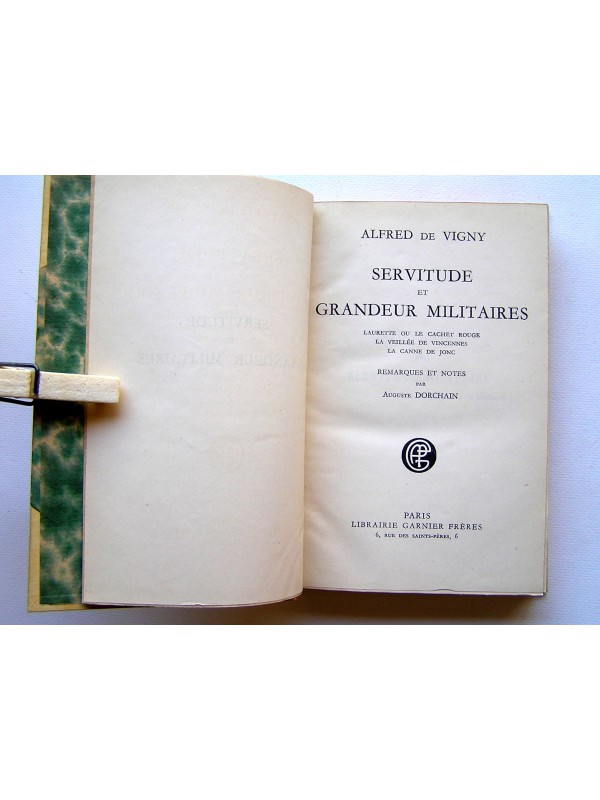 ALFRED DE VIGNY
SERVITUDE
ET
GRANDEUR MILITAIRES
LAURETTE OU LE CACHET ROUGE
LA VEILLÉE DE VINCENNES
LA CANNE DE JONC
REMARQUES ET NOTES
PAR
AUGUSTE DORCHAIN
PARIS
LIBRAIRIE GARNIER FRÈRES
6, RUE DES SAINTS-PÈRES, 6